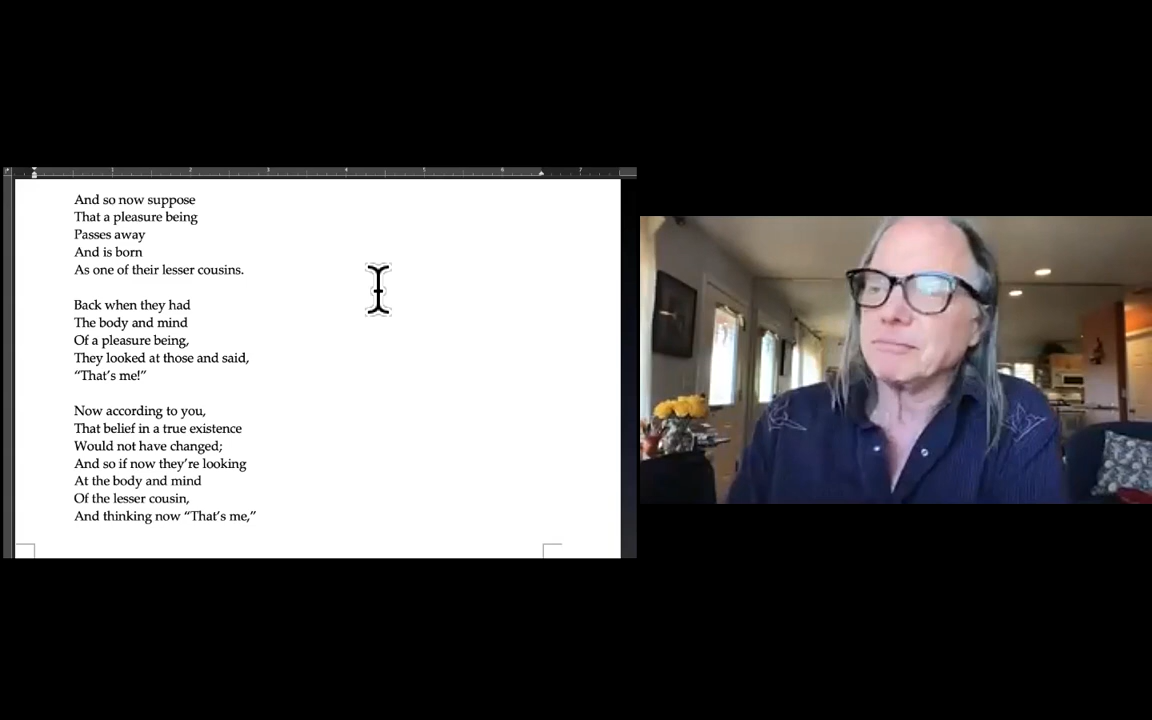 And so now suppose
That a pleasure being
Passes away
And is born
As one of their lesser cousins.
Back when they had
The body and mind
Of a pleasure being,
They looked at those and said,
“That’s me!”
Now according to you,
That belief in a true existence
Would not have changed;
And so if now they’re looking
At the body and mind
Of the lesser cousin,
And thinking now “That’s me,”